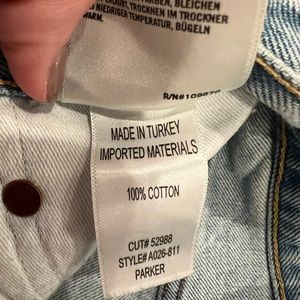 BLEICHEN
IM TROCKNER
NIEDRIGER TEMPERATUR, BÜGELN
WARM.
MADE IN TURKEY
IMPORTED MATERIALS
100% COTTON
CUT# 52988
STYLE# A026-811
PARKER